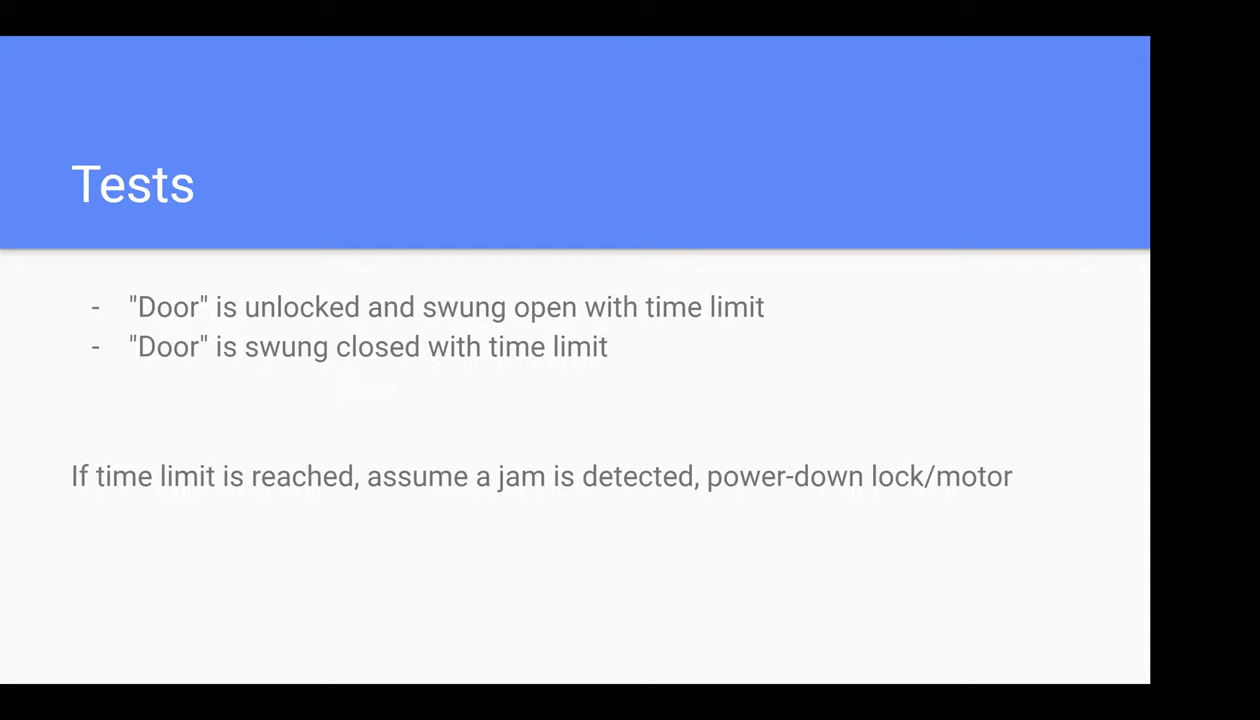 Tests
- "Door" is unlocked and swung open with time limit
- "Door" is swung closed with time limit
If time limit is reached, assume a jam is detected, power-down lock/motor